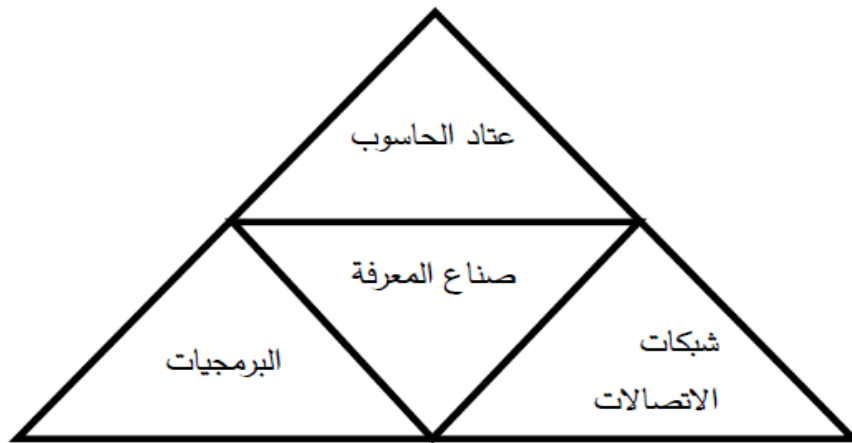 عتاد الحاسوب
صناع المعرفة
شبكات
الاتصالات
البرمجيات